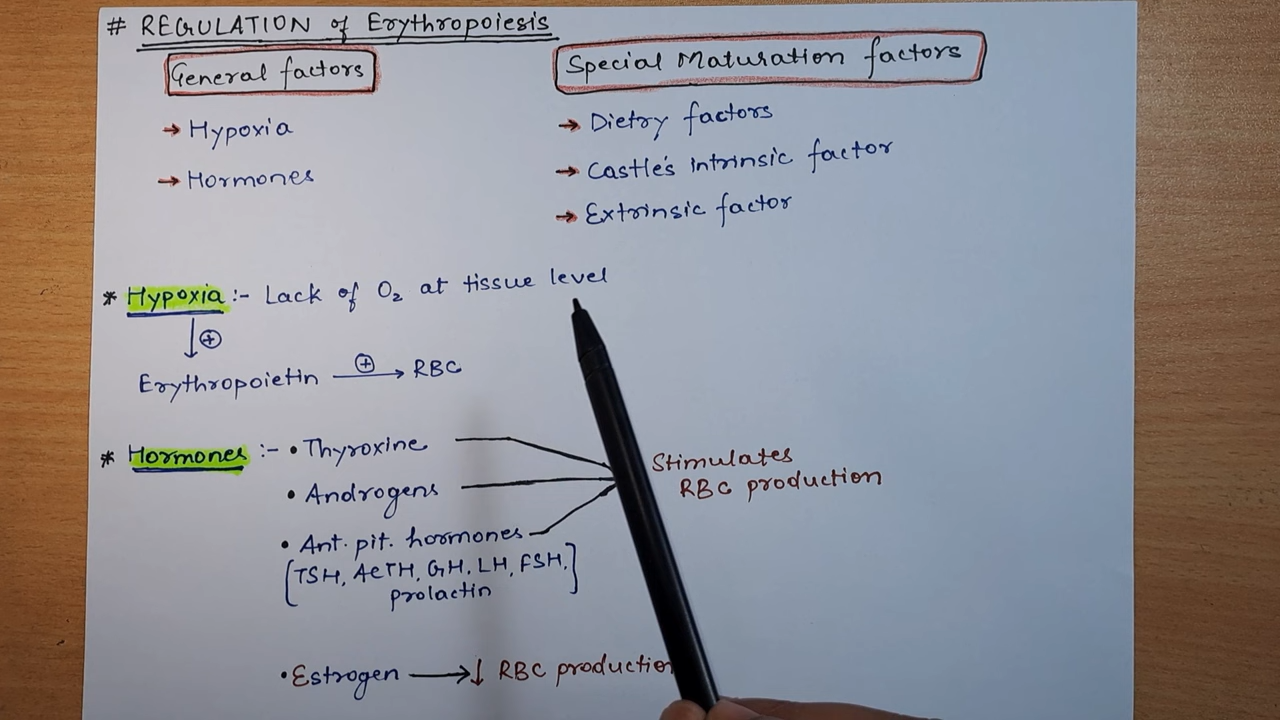 # REGULATION of Erythropoiesis
General factors
→ Hypoxia
→ Hormones
Special Maturation factors
→ Dietry factors
→ Castle's intrinsic factor
→ Extrinsic factor
* Hypoxia :- Lack of O₂ at tissue level
↓ ⊕
Erythropoietin ⊕→ RBC
* Hormones :- • Thyroxine
• Androgens
• Ant. pit. hormones
[TSH, ACTH, GH, LH, FSH,
prolactin]
Stimulates
RBC production
• Estrogen → ↓ RBC production